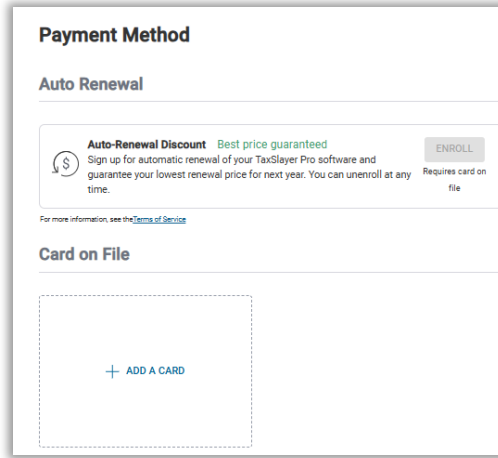 Payment Method
Auto Renewal
Auto-Renewal Discount Best price guaranteed
Sign up for automatic renewal of your TaxSlayer Pro software and
guarantee your lowest renewal price for next year. You can unenroll at any
time.
$
ENROLL
Requires card on
file
For more information, see theTerms of Service
Card on File
+ ADD A CARD